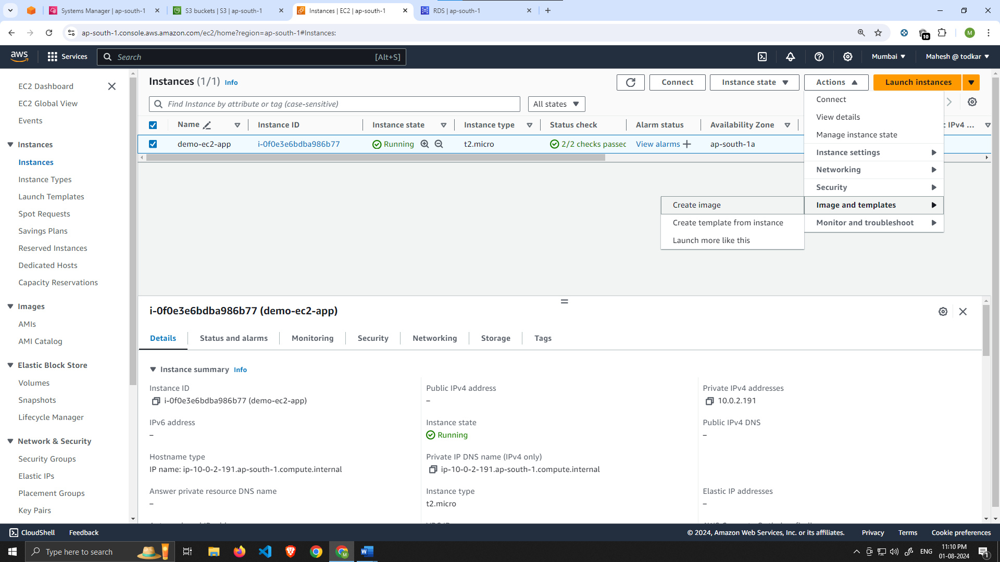 Systems Manager | ap-south-1
S3 buckets | S3 | ap-south-1
Instances | EC2 | ap-south-1
RDS | ap-south-1
ap-south-1.console.aws.amazon.com/ec2/home?region=ap-south-1#Instances:
10
M
aws
Services
Search
[Alt+S]
Mumbai
Mahesh @ todkar
EC2 Dashboard
EC2 Global View
Events
Instances
Instances
Instance Types
Launch Templates
Spot Requests
Savings Plans
Reserved Instances
Dedicated Hosts
Capacity Reservations
Images
AMIs
AMI Catalog
Elastic Block Store
Volumes
Snapshots
Lifecycle Manager
Network & Security
Security Groups
Elastic IPs
Placement Groups
Key Pairs
Instances (1/1) Info
Connect
Instance state
Actions
Launch instances
Find Instance by attribute or tag (case-sensitive)
All states
Name
Instance ID
Instance state
Instance type
Status check
Alarm status
Availability Zone
IPv4 ...
demo-ec2-app
i-0f0e3e6bdba986b77
Running
t2.micro
2/2 checks passec
View alarms
ap-south-1a
Connect
View details
Manage instance state
Instance settings
Networking
Security
Image and templates
Monitor and troubleshoot
Create image
Create template from instance
Launch more like this
i-0f0e3e6bdba986b77 (demo-ec2-app)
Details
Status and alarms
Monitoring
Security
Networking
Storage
Tags
Instance summary Info
Instance ID
i-0f0e3e6bdba986b77 (demo-ec2-app)
Public IPv4 address
–
Private IPv4 addresses
10.0.2.191
IPv6 address
–
Instance state
Running
Public IPv4 DNS
–
Hostname type
IP name: ip-10-0-2-191.ap-south-1.compute.internal
Private IP DNS name (IPv4 only)
ip-10-0-2-191.ap-south-1.compute.internal
Answer private resource DNS name
–
Instance type
t2.micro
Elastic IP addresses
–
CloudShell
Feedback
© 2024, Amazon Web Services, Inc. or its affiliates.
Privacy
Terms
Cookie preferences
Type here to search
ENG
11:10 PM
01-08-2024
1